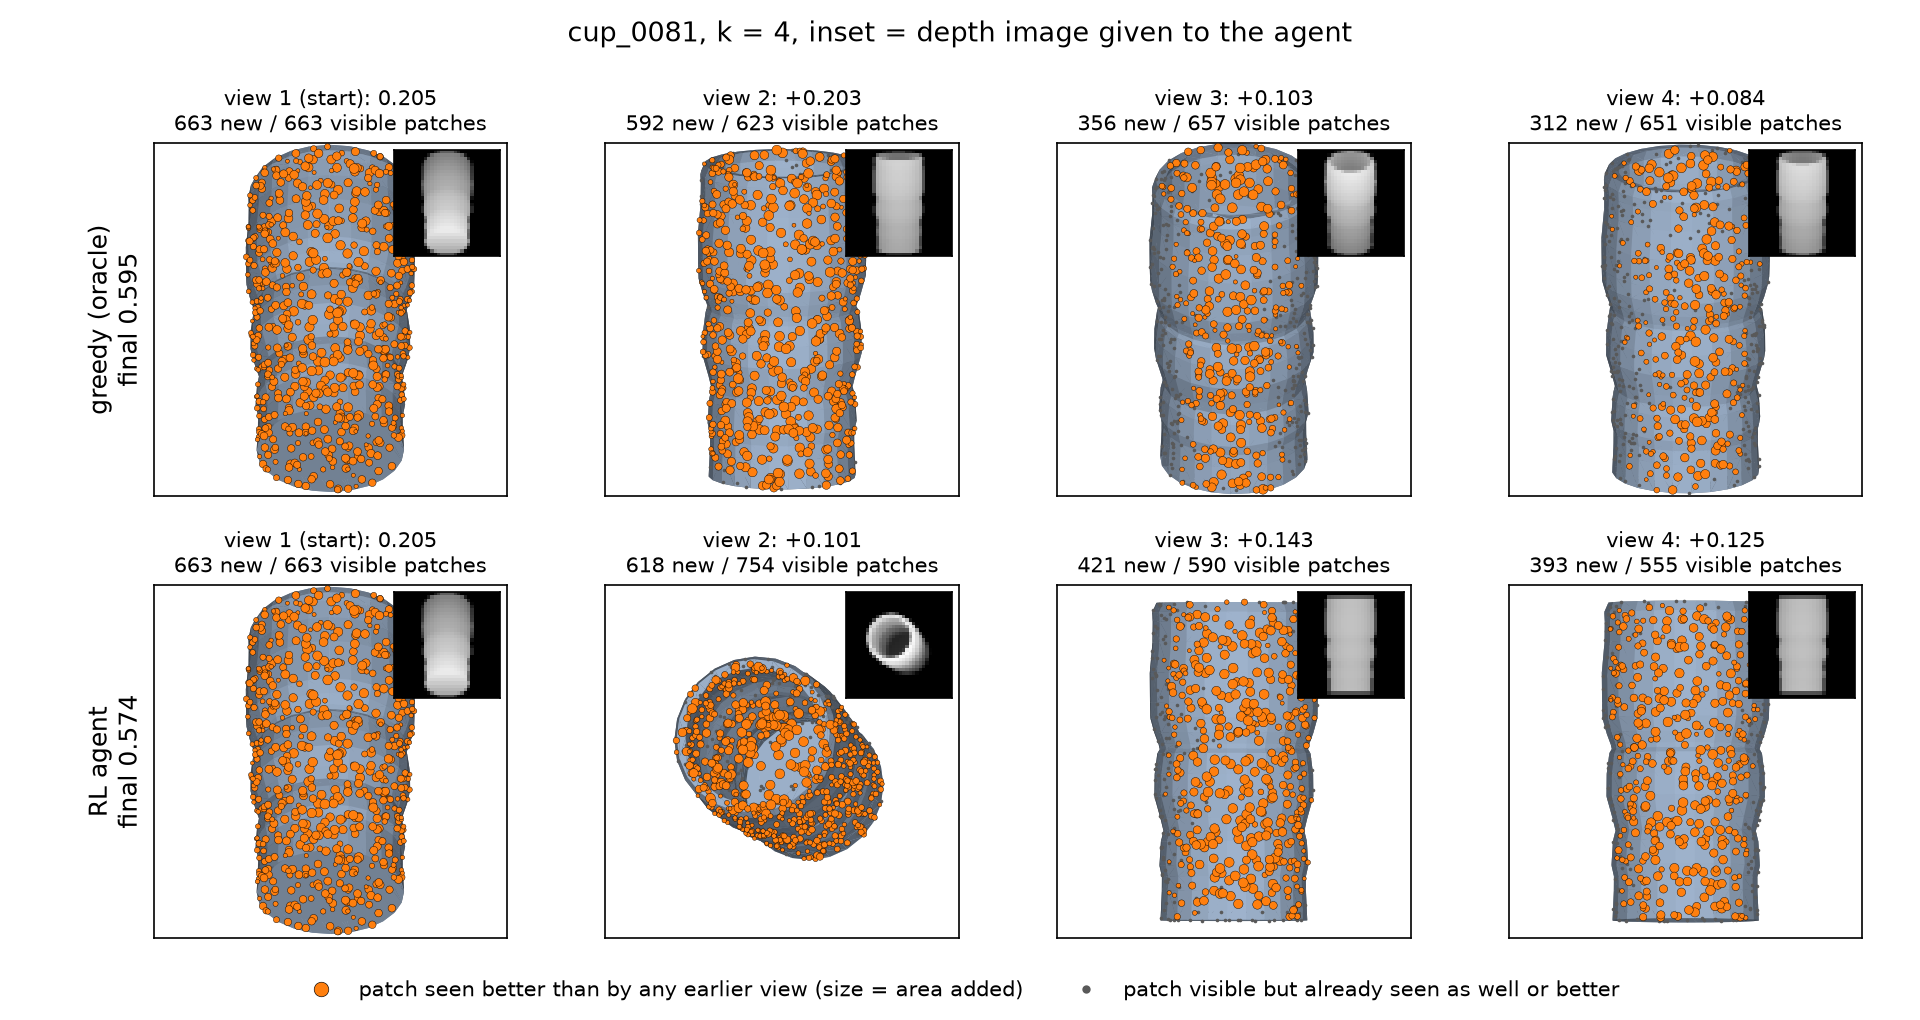 cup_0081, k = 4, inset = depth image given to the agent
view 1 (start): 0.205
663 new / 663 visible patches
view 2: +0.203
592 new / 623 visible patches
view 3: +0.103
356 new / 657 visible patches
view 4: +0.084
312 new / 651 visible patches
greedy (oracle)
final 0.595
view 1 (start): 0.205
663 new / 663 visible patches
view 2: +0.101
618 new / 754 visible patches
view 3: +0.143
421 new / 590 visible patches
view 4: +0.125
393 new / 555 visible patches
RL agent
final 0.574
patch seen better than by any earlier view (size = area added)
patch visible but already seen as well or better